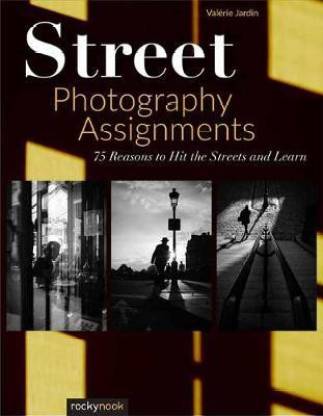 Valérie Jardin
Street
Photography
Assignments
75 Reasons to Hit the Streets and Learn
rockynook